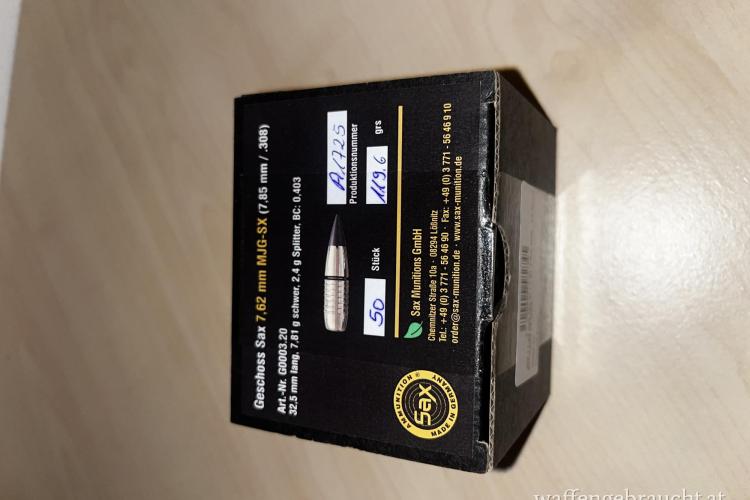 Geschoss Sax 7,62 mm MJG-SX (7,85 mm / .308)
Art.-Nr. G0003.20
32,5 mm lang, 7,81 g schwer, 2,4 g Splitter, BC: 0,403
A1725
Produktionsnummer
50 Stück 119,6 grs
Sax Munitions GmbH
Chemnitzer Straße 10a · 08294 Lößnitz
Tel.: +49 (0) 3 771 - 56 46 90 · Fax: +49 (0) 3 771 - 56 46 9 10
order@sax-munition.de · www.sax-munition.de
AMMUNITION ®
Sax
MADE IN GERMANY
waffengebraucht.at